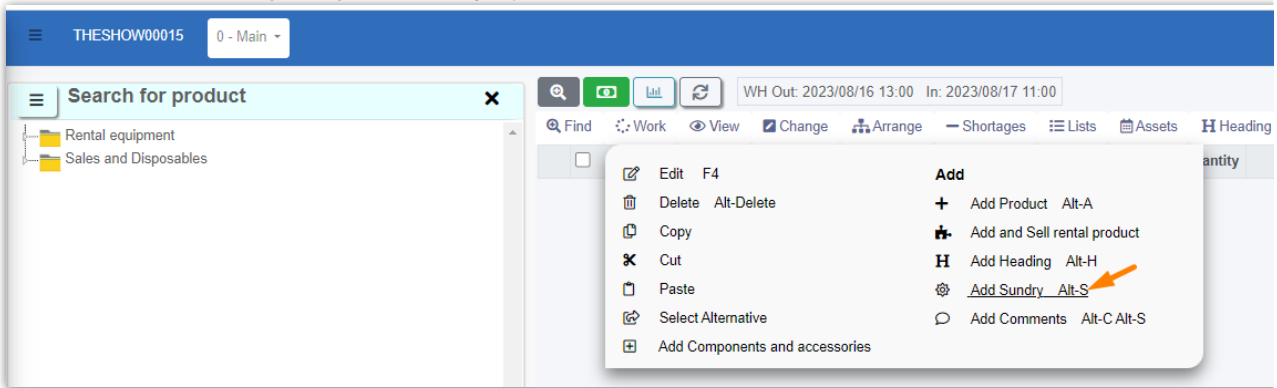 THESHOW00015 0 - Main
Search for product
Rental equipment
Sales and Disposables
WH Out: 2023/08/16 13:00 In: 2023/08/17 11:00
Find Work View Change Arrange Shortages Lists Assets Heading
antity
Edit F4
Delete Alt-Delete
Copy
Cut
Paste
Select Alternative
Add Components and accessories
Add
Add Product Alt-A
Add and Sell rental product
Add Heading Alt-H
Add Sundry Alt-S
Add Comments Alt-C Alt-S